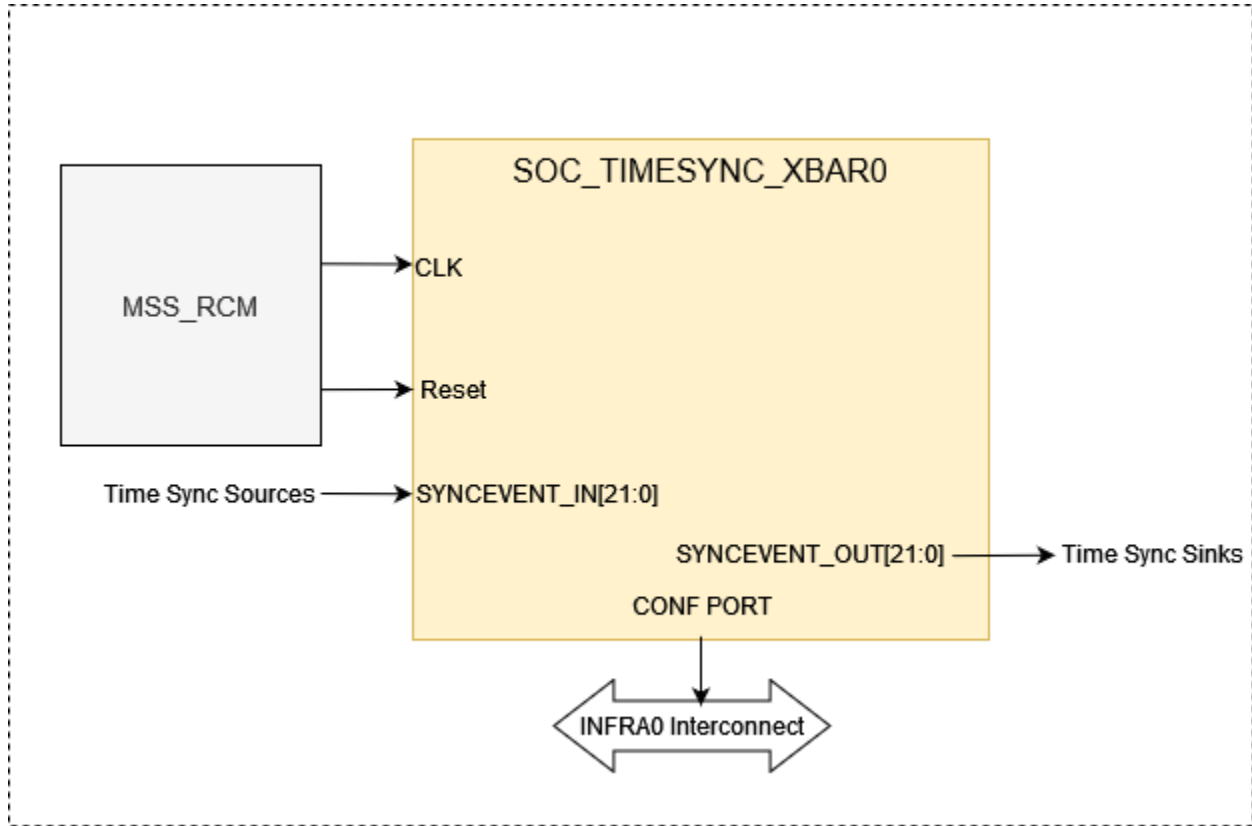 SOC_TIMESYNC_XBAR0
MSS_RCM
CLK
Reset
Time Sync Sources
SYNCEVENT_IN[21:0]
SYNCEVENT_OUT[21:0]
Time Sync Sinks
CONF PORT
INFRA0 Interconnect